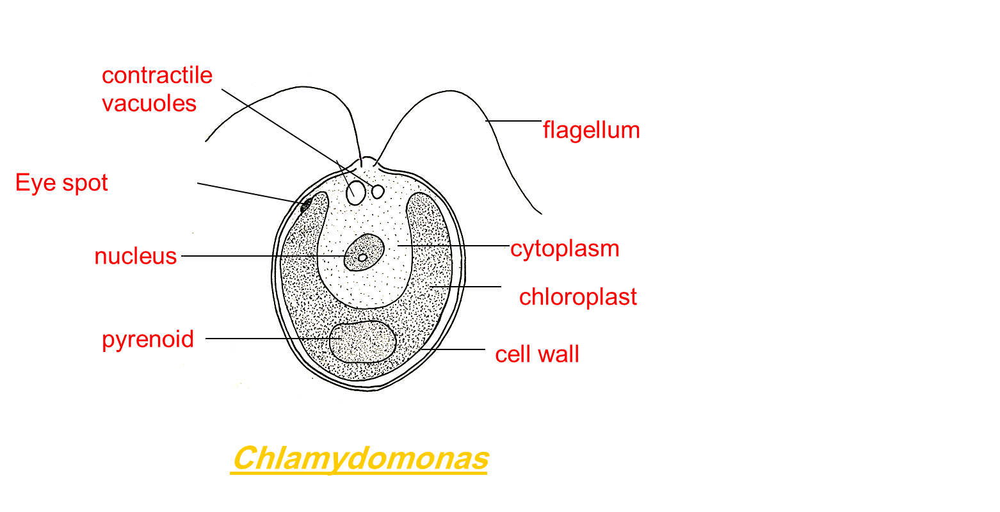 contractile
vacuoles
flagellum
Eye spot
nucleus
cytoplasm
chloroplast
pyrenoid
cell wall
Chlamydomonas